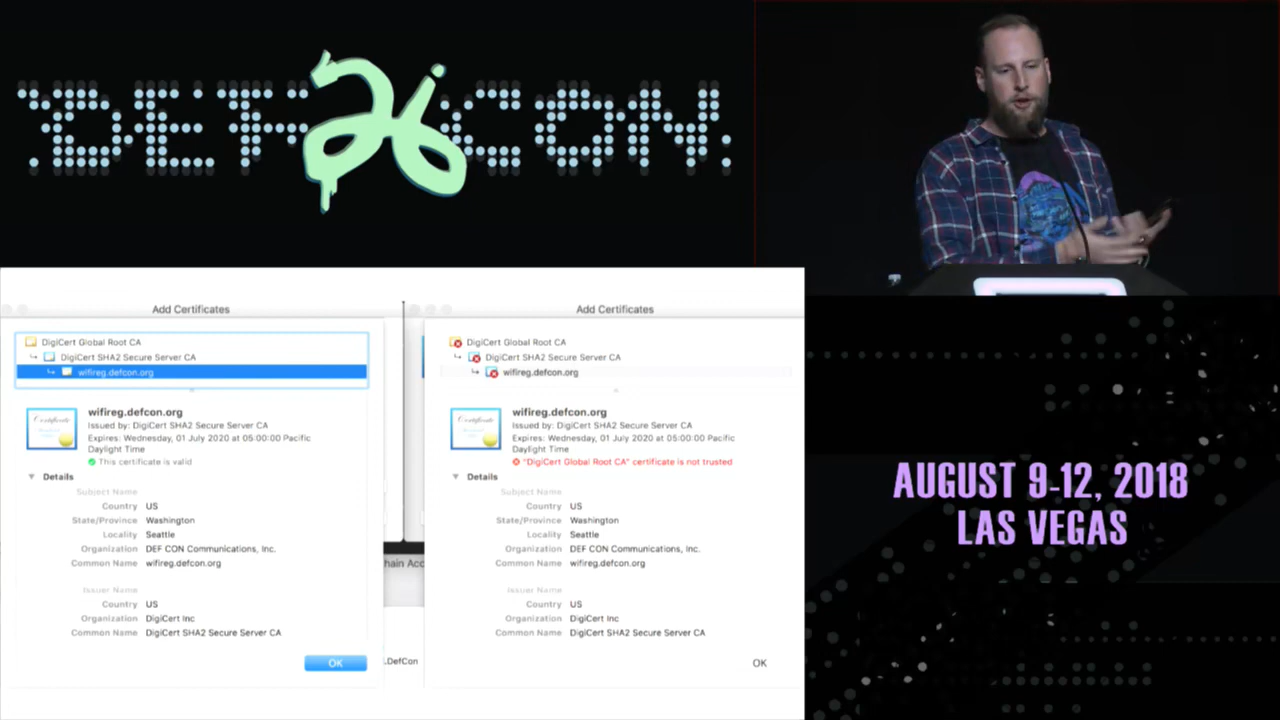 DEF CON
26
Add Certificates
DigiCert Global Root CA
DigiCert SHA2 Secure Server CA
wifireg.defcon.org
wifireg.defcon.org
Issued by: DigiCert SHA2 Secure Server CA
Expires: Wednesday, 01 July 2020 at 05:00:00 Pacific
Daylight Time
This certificate is valid
Details
Subject Name
Country US
State/Province Washington
Locality Seattle
Organization DEF CON Communications, Inc.
Common Name wifireg.defcon.org
Issuer Name
Country US
Organization DigiCert Inc
Common Name DigiCert SHA2 Secure Server CA
OK
hain Acc
.DefCon
Add Certificates
DigiCert Global Root CA
DigiCert SHA2 Secure Server CA
wifireg.defcon.org
wifireg.defcon.org
Issued by: DigiCert SHA2 Secure Server CA
Expires: Wednesday, 01 July 2020 at 05:00:00 Pacific
Daylight Time
"DigiCert Global Root CA" certificate is not trusted
Details
Subject Name
Country US
State/Province Washington
Locality Seattle
Organization DEF CON Communications, Inc.
Common Name wifireg.defcon.org
Issuer Name
Country US
Organization DigiCert Inc
Common Name DigiCert SHA2 Secure Server CA
OK
AUGUST 9-12, 2018
LAS VEGAS